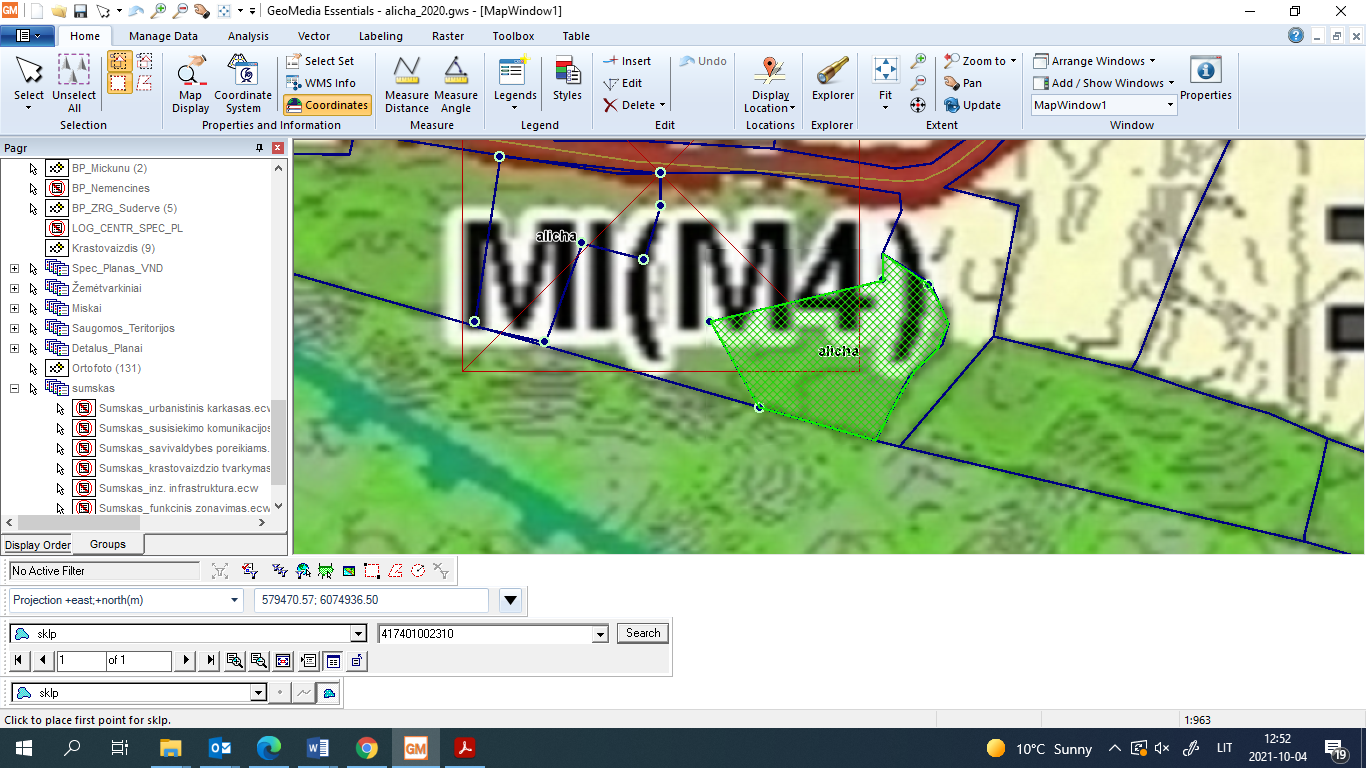 GeoMedia Essentials - alicha_2020.gws - [MapWindow1]
Home Manage Data Analysis Vector Labeling Raster Toolbox Table
Select
Unselect All
Selection
Map Display
Coordinate System
Select Set
WMS Info
Coordinates
Properties and Information
Measure Distance
Measure Angle
Measure
Legends
Styles
Legend
Insert
Edit
Delete
Undo
Edit
Display Location
Locations
Explorer
Explorer
Fit
Zoom to
Pan
Update
Extent
Arrange Windows
Add / Show Windows
MapWindow1
Properties
Window
Pagr
BP_Mickunu (2)
BP_Nemencines
BP_ZRG_Suderve (5)
LOG_CENTR_SPEC_PL
Krastovaizdis (9)
Spec_Planas_VND
Žemėtvarkiniai
Miskai
Saugomos_Teritorijos
Detalus_Planai
Ortofoto (131)
sumskas
Sumskas_urbanistinis karkasas.ecw
Sumskas_susisiekimo komunikacijos
Sumskas_savivaldybes poreikiams.
Sumskas_krastovaizdzio tvarkymas
Sumskas_inz. infrastruktura.ecw
Sumskas_funkcinis zonavimas.ecw
Display Order Groups
MI(M4)
alicha
alicha
No Active Filter
Projection +east;+north(m) 579470.57; 6074936.50
sklp 417401002310 Search
1 of 1
sklp
Click to place first point for sklp. 1:963
10°C Sunny LIT 12:52
2021-10-04 19